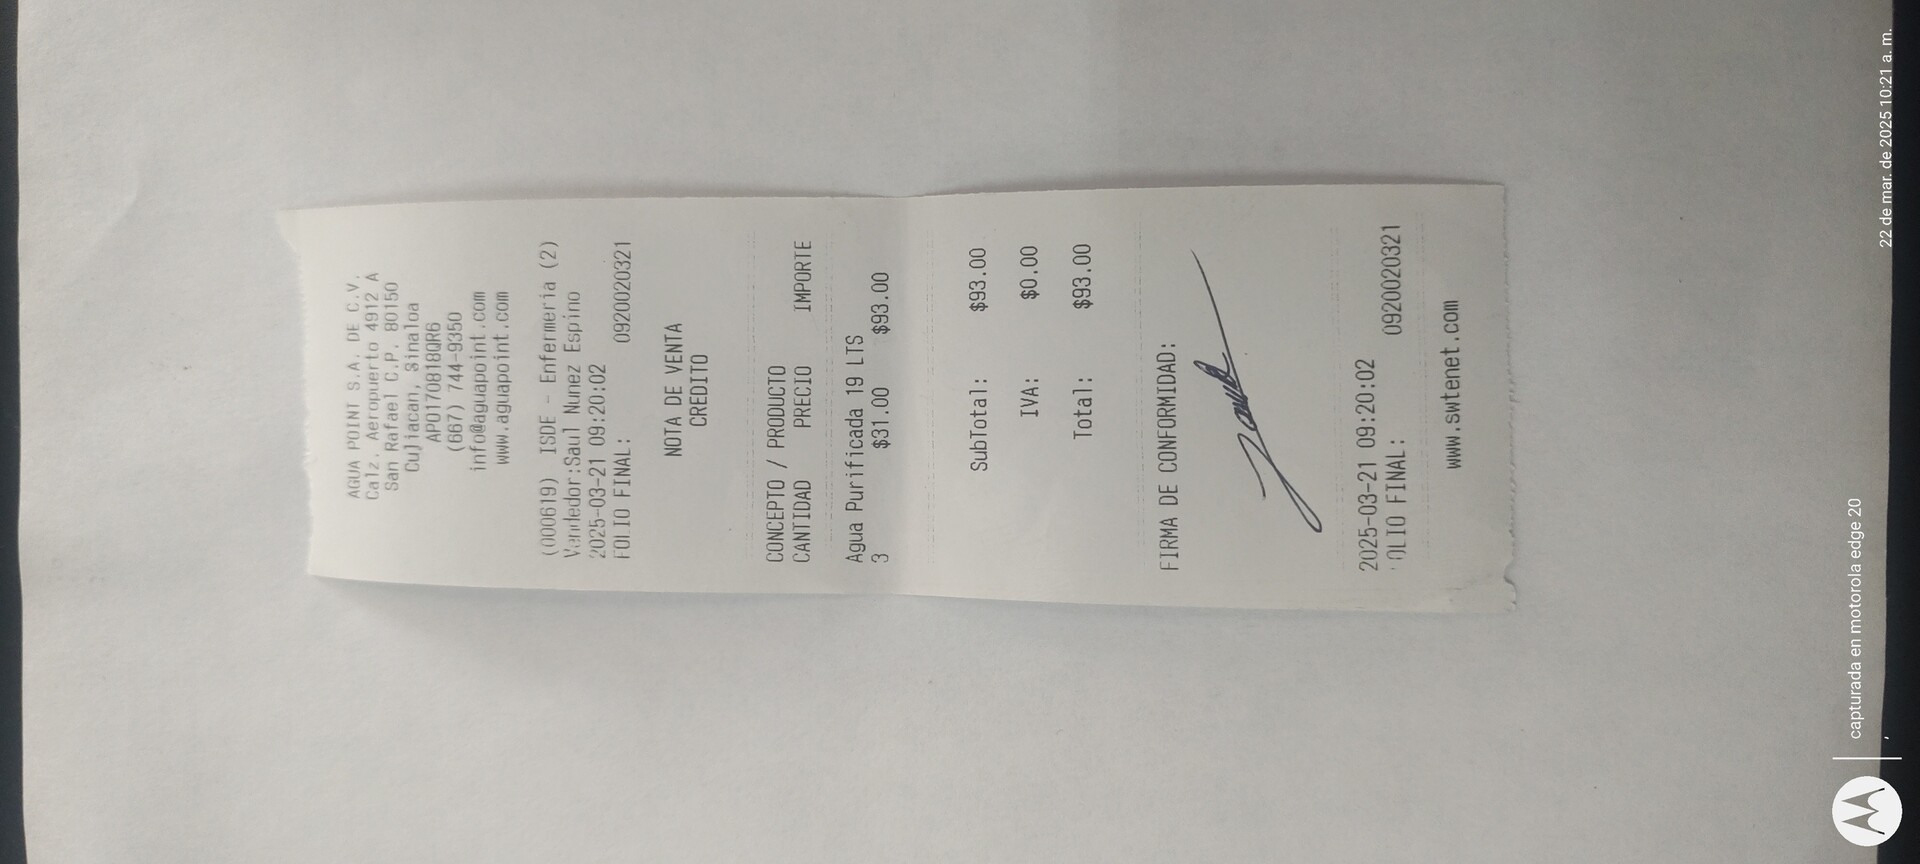 AGUA POINT S.A. DE C.V.
Calz. Aeropuerto 4912 A
San Rafael C.P. 80150
Culiacan, Sinaloa
APO170818QR6
(667) 744-9350
info@aguapoint.com
www.aguapoint.com
(000619) ISDE - Enfermeria (2)
Vendedor:Saul Nunez Espino
2025-03-21 09:20:02
FOLIO FINAL: 0920020321
NOTA DE VENTA
CREDITO
CONCEPTO / PRODUCTO
CANTIDAD PRECIO IMPORTE
Agua Purificada 19 LTS
3 $31.00 $93.00
SubTotal: $93.00
IVA: $0.00
Total: $93.00
FIRMA DE CONFORMIDAD:
2025-03-21 09:20:02
FOLIO FINAL: 0920020321
www.swtenet.com
capturada en motorola edge 20
22 de mar. de 2025 10:21 a. m.